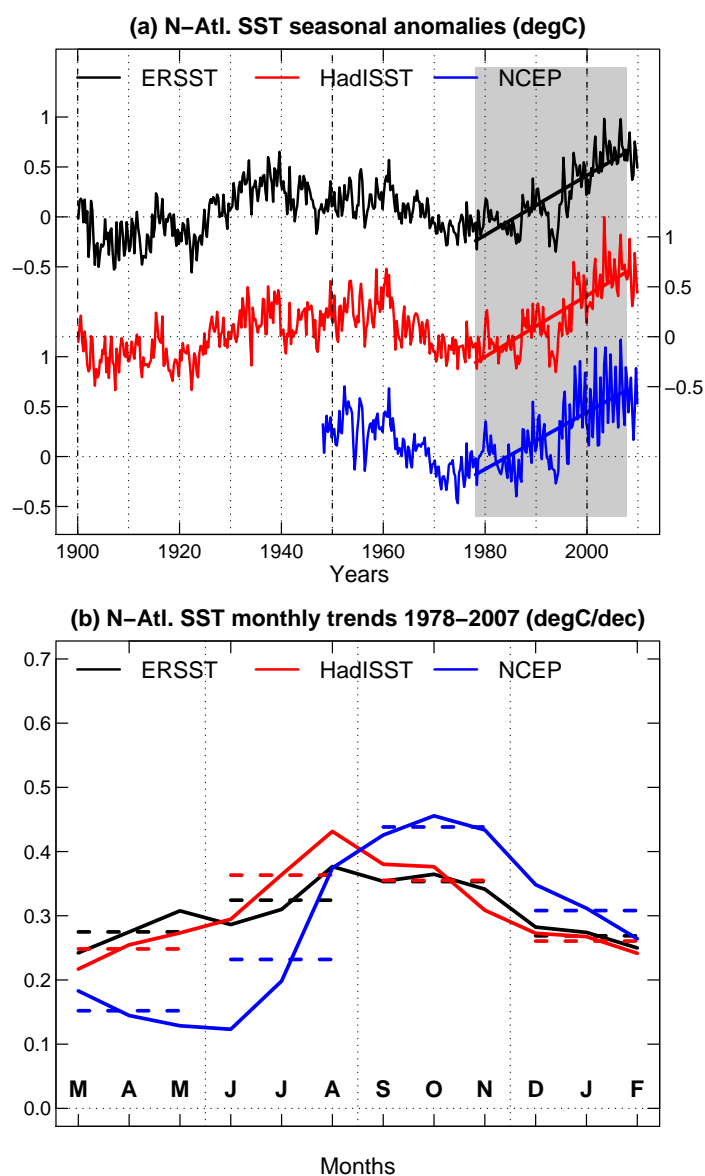 (a) N−Atl. SST seasonal anomalies (degC)
ERSST HadISST NCEP
1
0.5
0
−0.5
1
0.5
0
−0.5
1
0.5
0
−0.5
1900 1920 1940 1960 1980 2000
Years
(b) N−Atl. SST monthly trends 1978−2007 (degC/dec)
ERSST HadISST NCEP
0.7
0.6
0.5
0.4
0.3
0.2
0.1
0.0
M A M J J A S O N D J F
Months